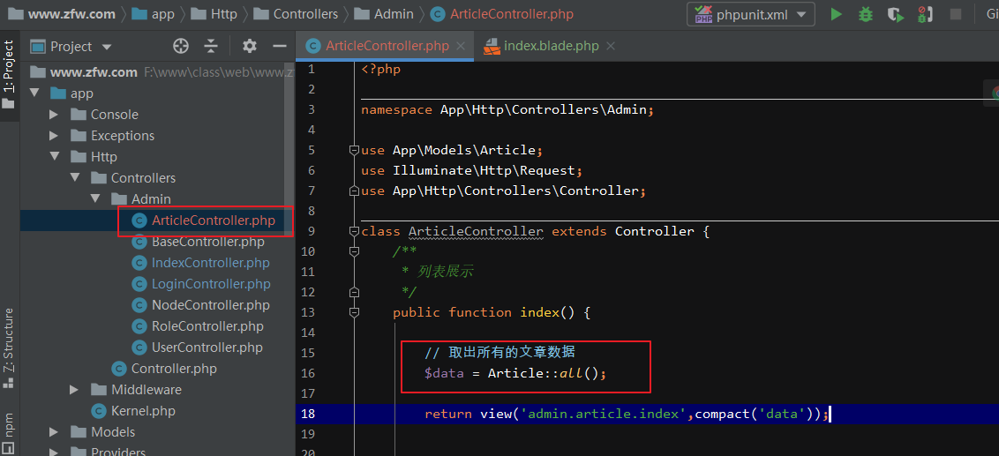 www.zfw.com app Http Controllers Admin ArticleController.php phpunit.xml Gi
1: Project
Project
ArticleController.php index.blade.php
www.zfw.com F:\www\class\web\www.z
app
Console
Exceptions
Http
Controllers
Admin
ArticleController.php
BaseController.php
IndexController.php
LoginController.php
NodeController.php
RoleController.php
UserController.php
Controller.php
Middleware
Kernel.php
Models
Providers
7: Structure
npm
1 <?php
2
3 namespace App\Http\Controllers\Admin;
4
5 use App\Models\Article;
6 use Illuminate\Http\Request;
7 use App\Http\Controllers\Controller;
8
9 class ArticleController extends Controller {
10 /**
11 * 列表展示
12 */
13 public function index() {
14
15 // 取出所有的文章数据
16 $data = Article::all();
17
18 return view('admin.article.index',compact('data'));
19
20